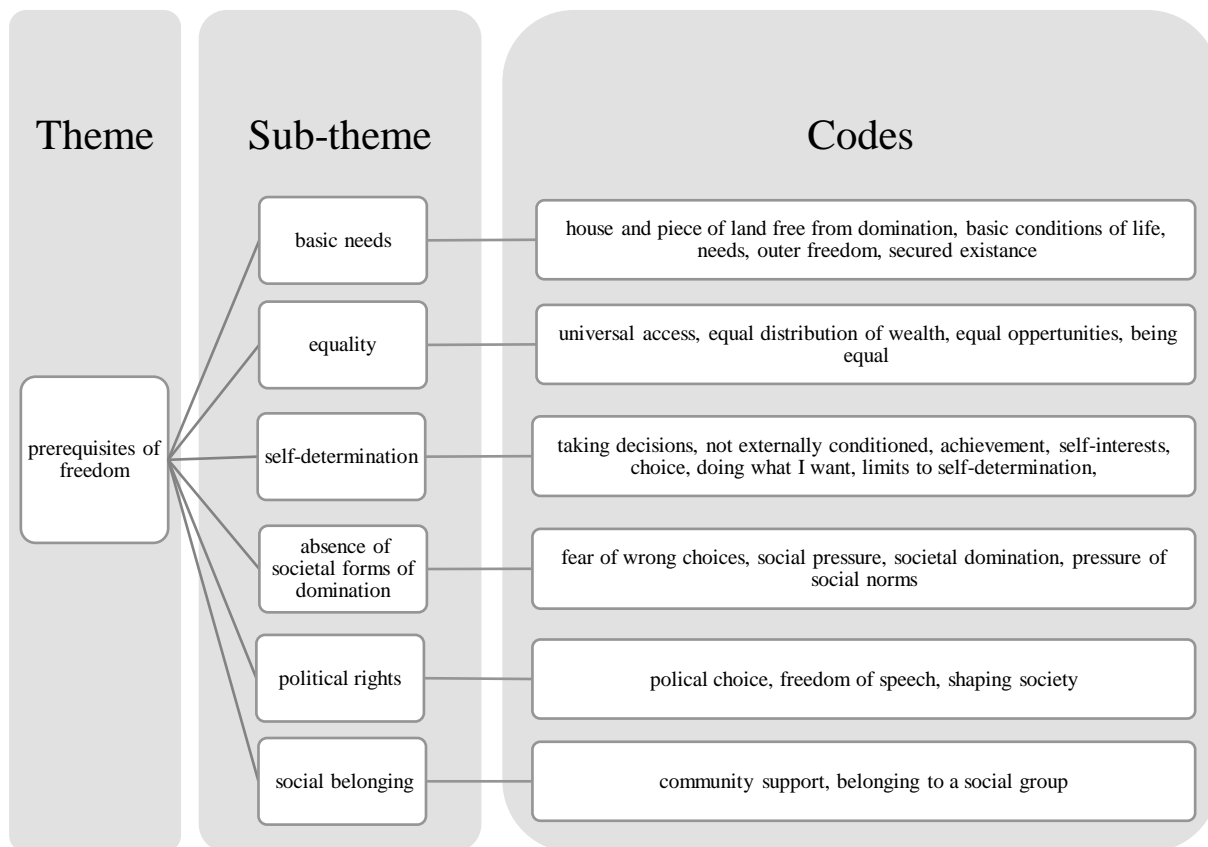 Theme
Sub-theme
Codes
prerequisites of
freedom
basic needs
house and piece of land free from domination, basic conditions of life,
needs, outer freedom, secured existance
equality
universal access, equal distribution of wealth, equal oppertunities, being
equal
self-determination
taking decisions, not externally conditioned, achievement, self-interests,
choice, doing what I want, limits to self-determination,
absence of
societal forms of
domination
fear of wrong choices, social pressure, societal domination, pressure of
social norms
political rights
polical choice, freedom of speech, shaping society
social belonging
community support, belonging to a social group